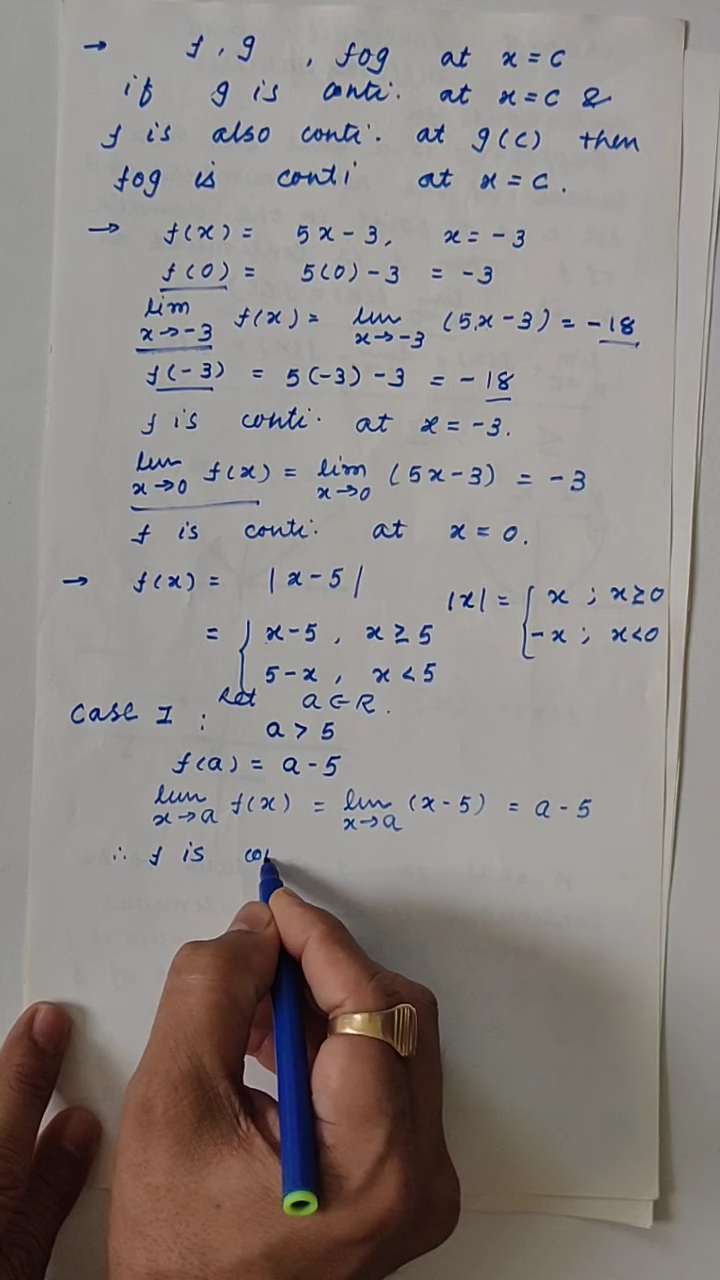 → f, g , fog at x = c
if g is conti. at x = c &
f is also conti. at g(c) then
fog is conti at x = c.
→ f(x) = 5x - 3, x = -3
f(0) = 5(0) - 3 = -3
lim x→-3 f(x) = lim x→-3 (5x - 3) = -18
f(-3) = 5(-3) - 3 = -18
f is conti. at x = -3.
lim x→0 f(x) = lim x→0 (5x - 3) = -3
f is conti. at x = 0.
→ f(x) = |x - 5| |x| = { x ; x ≥ 0
-x ; x < 0
= { x - 5 , x ≥ 5
5 - x , x < 5
Case I : Let a ∈ R.
a > 5
f(a) = a - 5
lim x→a f(x) = lim x→a (x - 5) = a - 5
∴ f is co